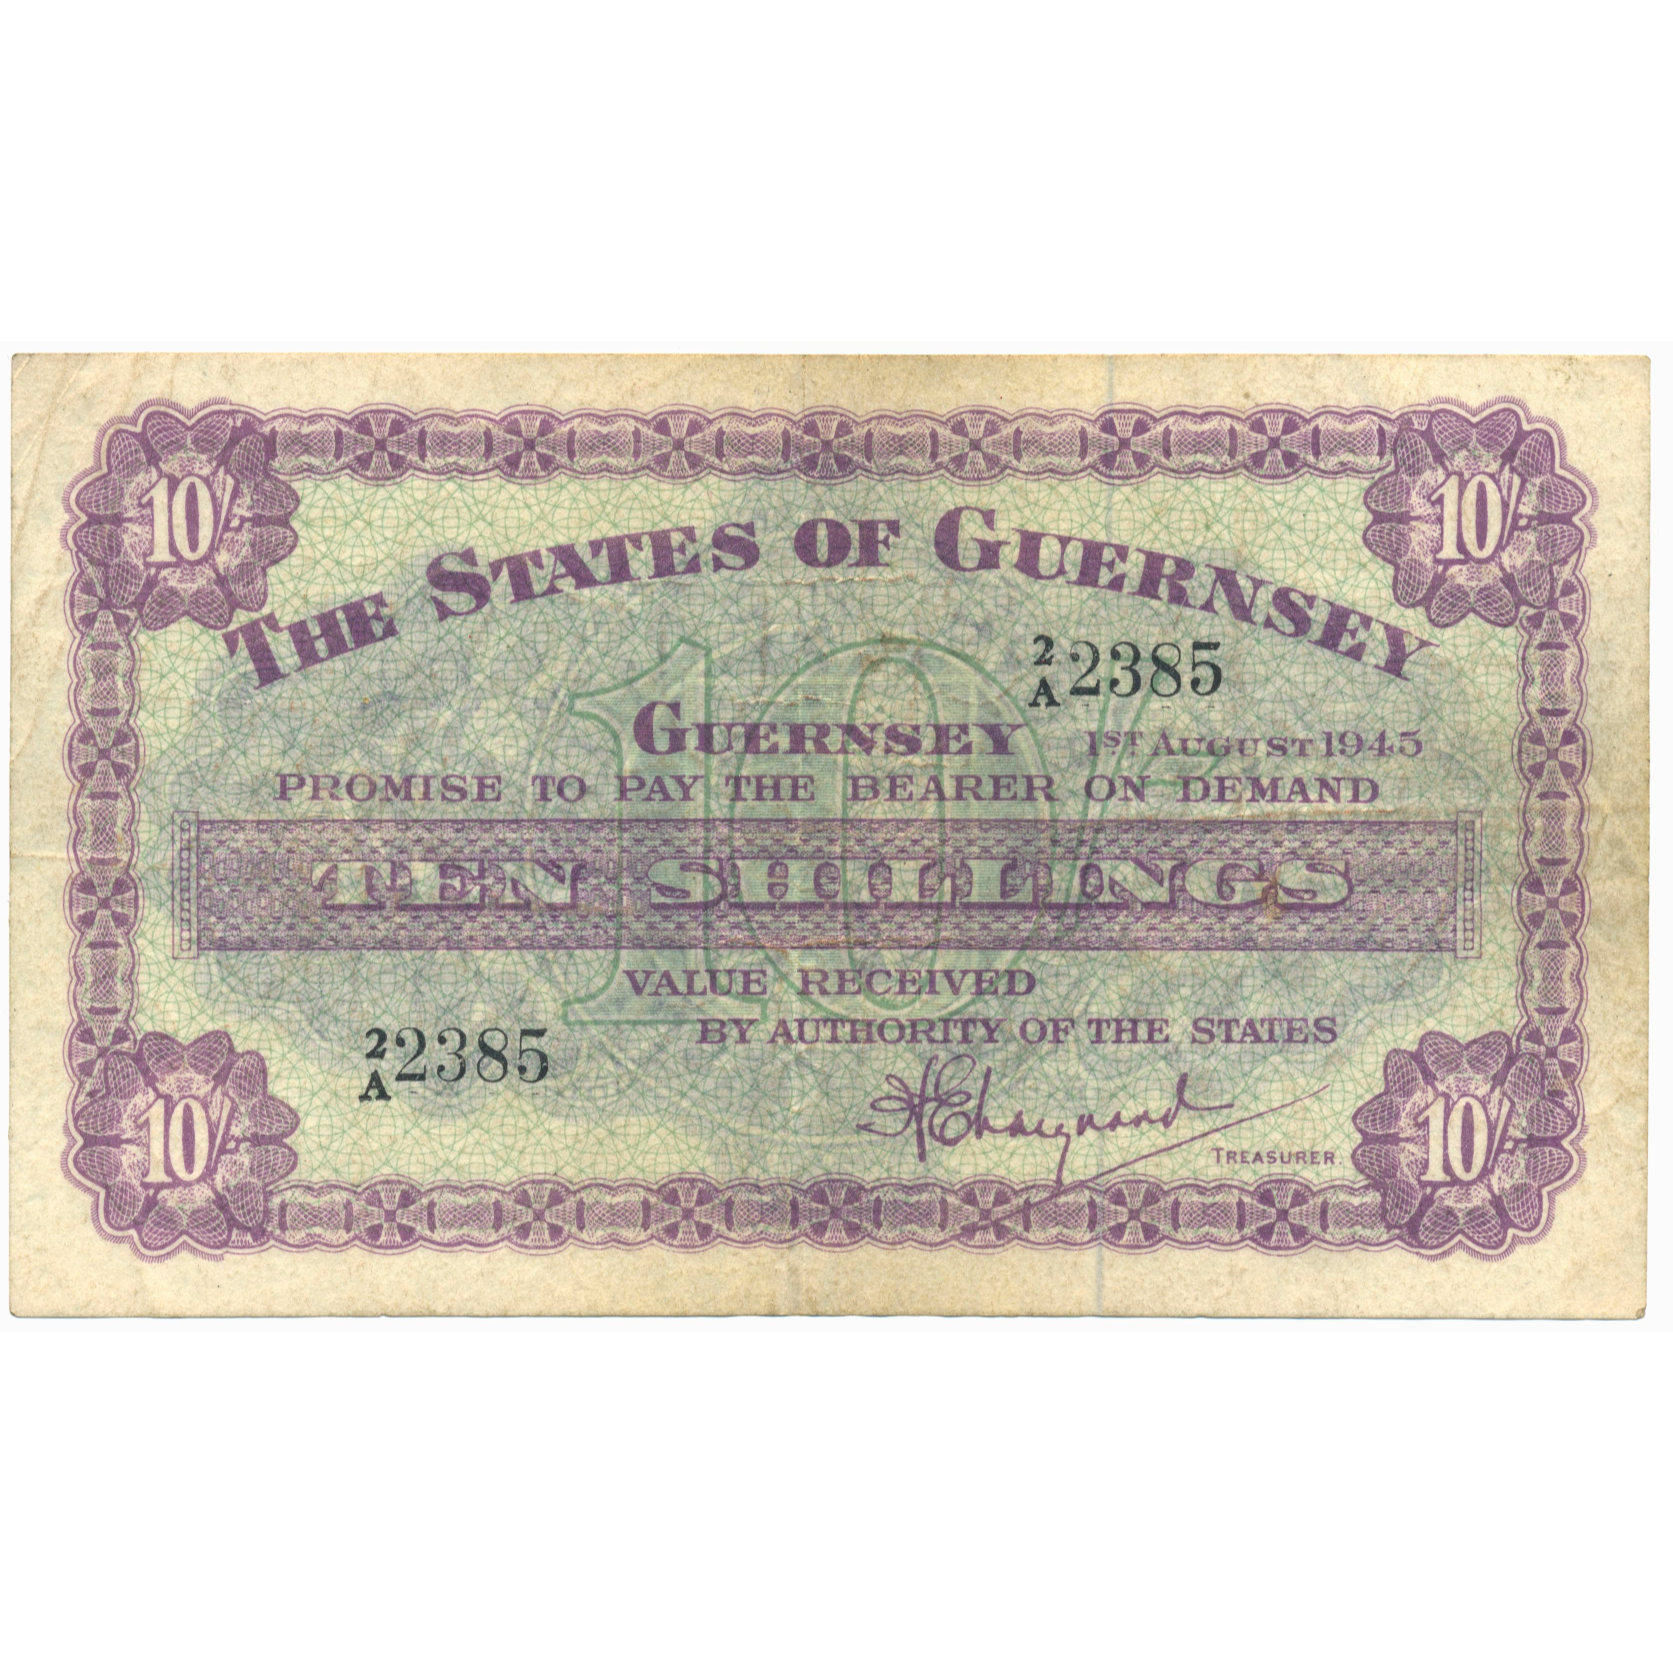 10/- 10/-
THE STATES OF GUERNSEY
2/A 2385
GUERNSEY 1ST AUGUST 1945
PROMISE TO PAY THE BEARER ON DEMAND
TEN SHILLINGS
10/-
VALUE RECEIVED
BY AUTHORITY OF THE STATES
2/A 2385
TREASURER.
10/- 10/-